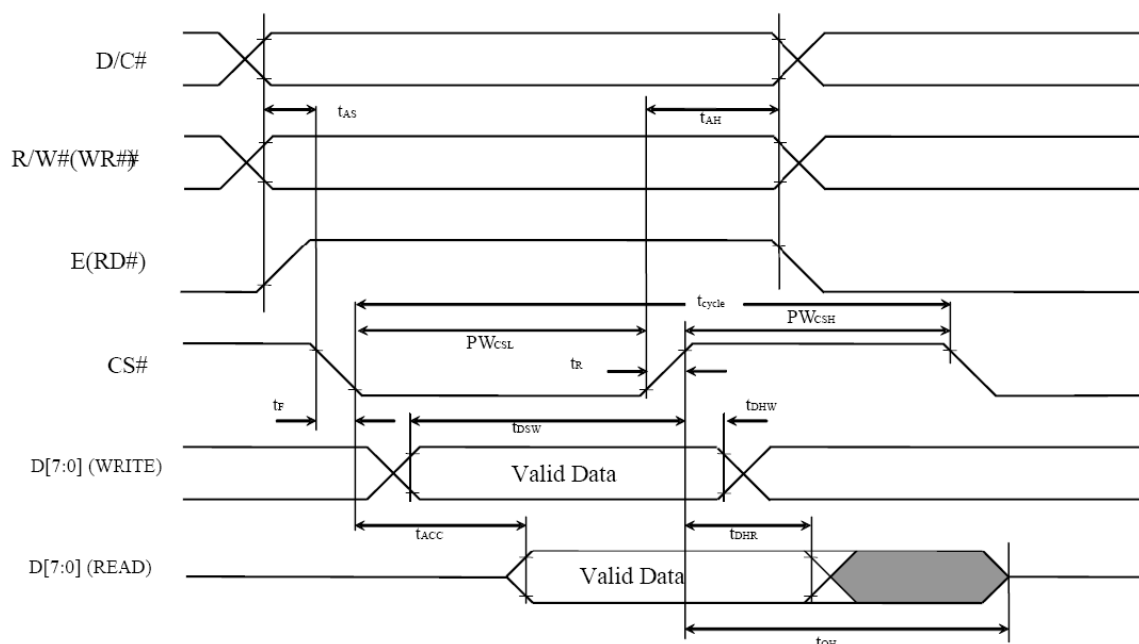 D/C#
tAS
tAH
R/W#(WR##)
E(RD#)
tcycle
PWCSL
PWCSH
CS#
tR
tF
tDSW
tDHW
D[7:0] (WRITE)
Valid Data
tACC
tDHR
D[7:0] (READ)
Valid Data
tOH